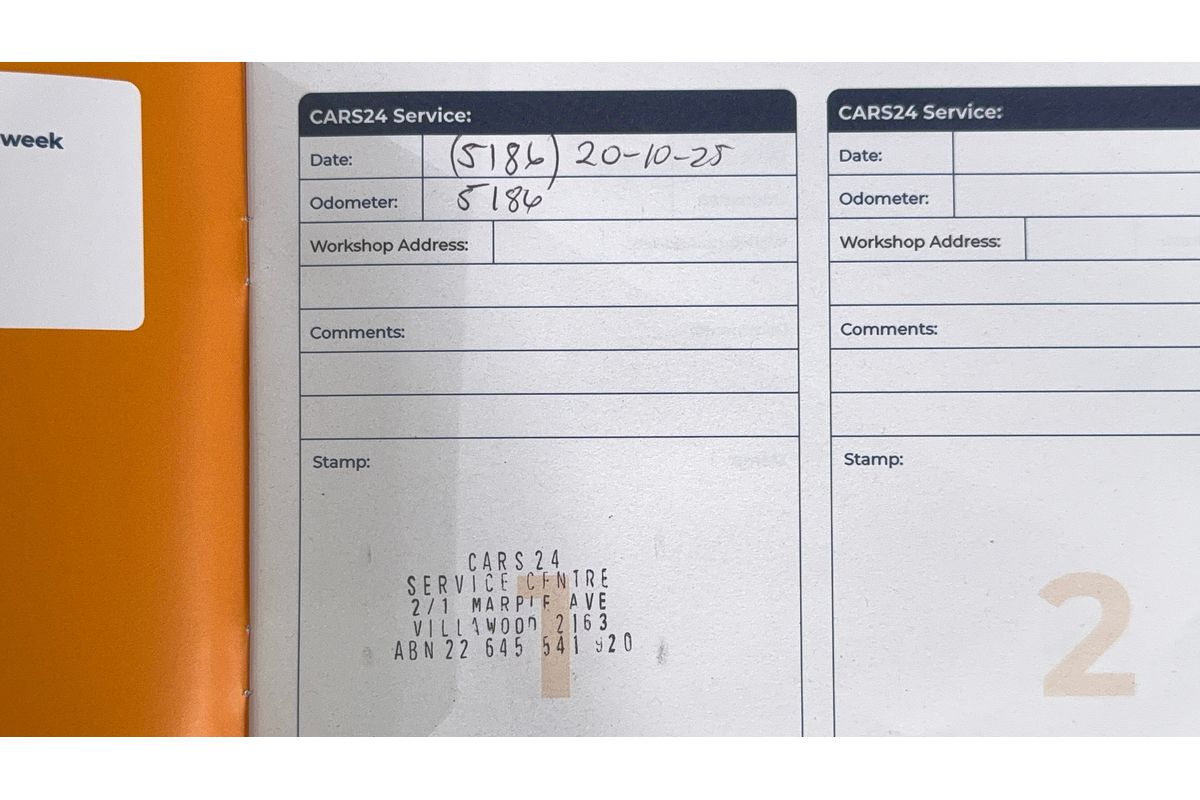 week
CARS24 Service:
Date: (5186) 20-10-25
Odometer: 5186
Workshop Address:
Comments:
Stamp:
CARS 24
SERVICE CENTRE
2/1 MARPLE AVE
VILLAWOOD 2163
ABN 22 645 541 920
1
CARS24 Service:
Date:
Odometer:
Workshop Address:
Comments:
Stamp:
2